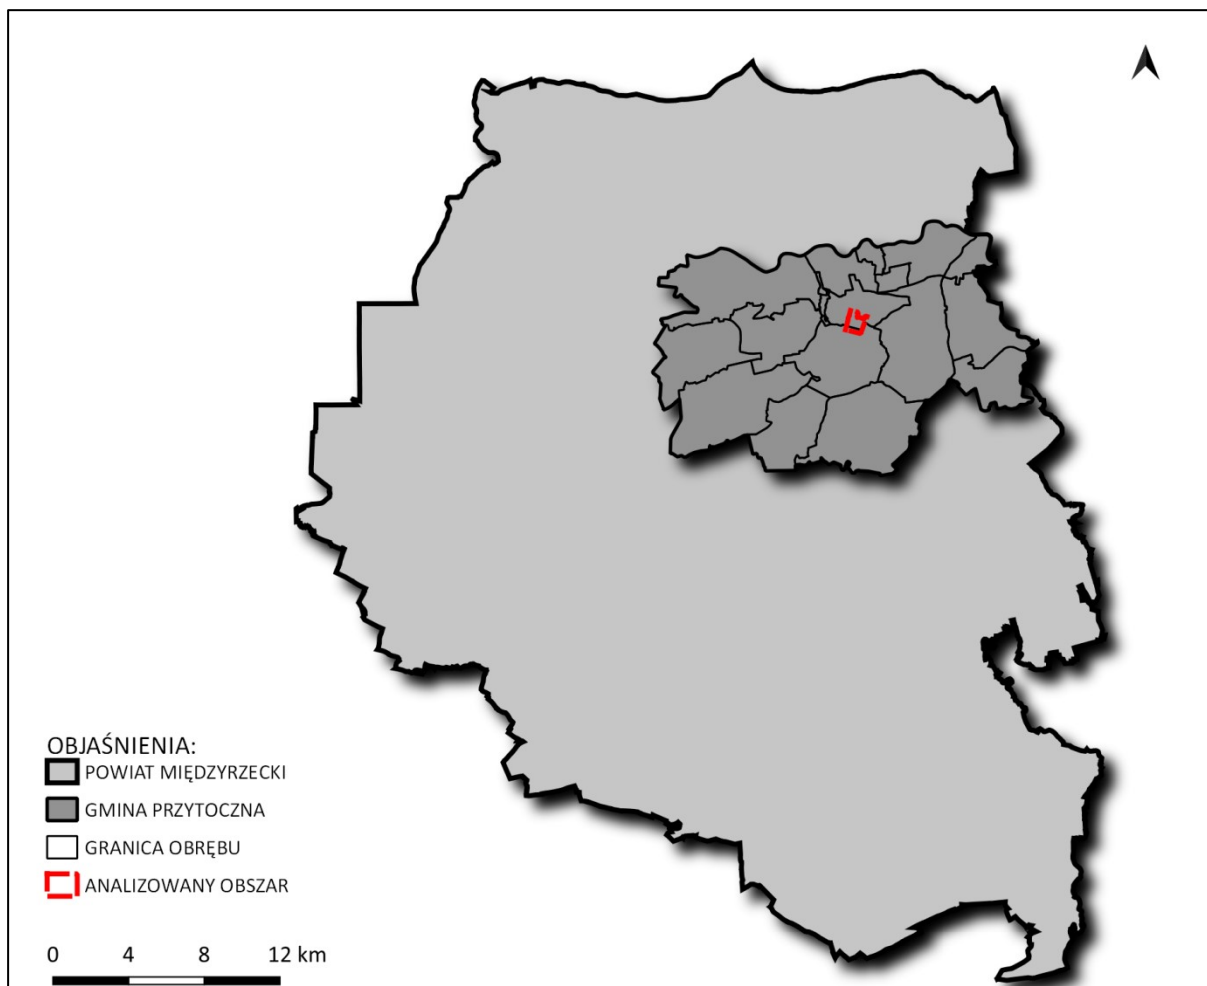 OBJAŚNIENIA:
POWIAT MIĘDZYRZECKI
GMINA PRZYTOCZNA
GRANICA OBRĘBU
ANALIZOWANY OBSZAR
0 4 8 12 km